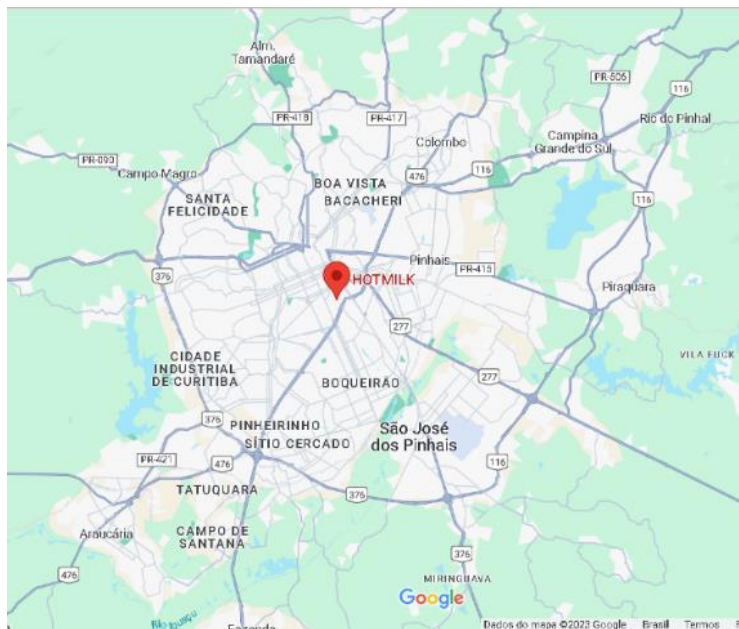 Alm.
Tamandaré
PR-506
116
PR-418
PR-417
Rio do Pinhal
Colombo
Campina
Grande do Sul
PR-090
Campo Magro
476
116
BOA VISTA
BACACHERI
SANTA
FELICIDADE
116
376
Pinhais
PR-415
HOTMILK
Piraquara
277
CIDADE
INDUSTRIAL
DE CURITIBA
277
BOQUEIRÃO
376
PINHEIRINHO
SÍTIO CERCADO
São José
dos Pinhais
PR-421
476
116
TATUQUARA
376
Araucária
CAMPO DE
SANTANA
376
476
MIRINGUAVA
Google
Rio Iguaçu
Fazenda
Dados do mapa ©2023 Google Brasil Termos